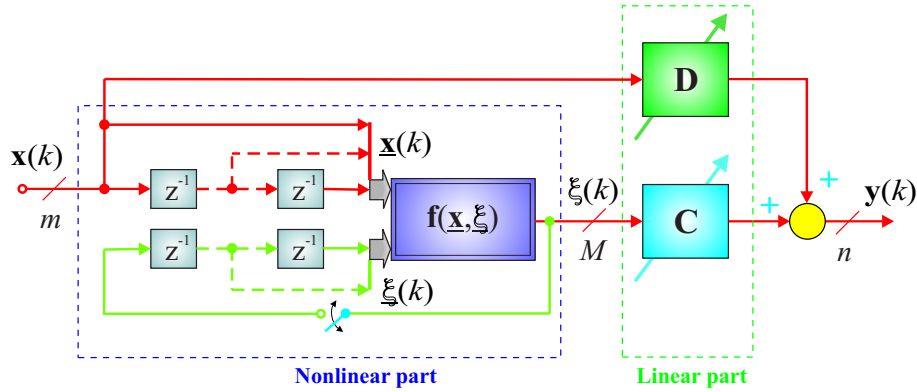 D
x(k)
m
x(k)
z⁻¹
z⁻¹
f(x,ξ)
ξ(k)
M
C
+
+
y(k)
n
z⁻¹
z⁻¹
ξ(k)
Nonlinear part
Linear part